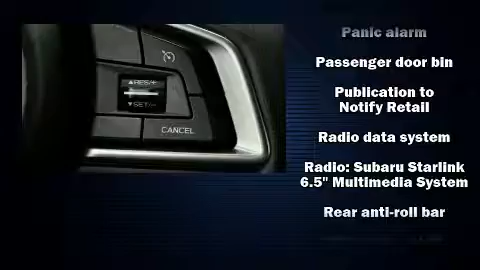 Panic alarm
Passenger door bin
Publication to
Notify Retail
Radio data system
Radio: Subaru Starlink
6.5" Multimedia System
Rear anti-roll bar
▲RES/+
▼SET/-
CANCEL